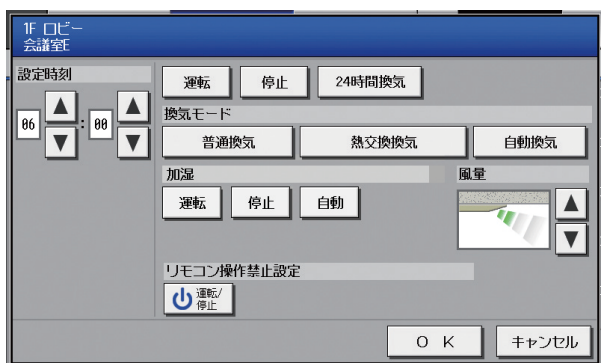 1F ロビー
会議室E
設定時刻
06 : 00
運転 停止 24時間換気
換気モード
普通換気 熱交換換気 自動換気
加湿
運転 停止 自動
風量
リモコン操作禁止設定
運転/
停止
OK キャンセル